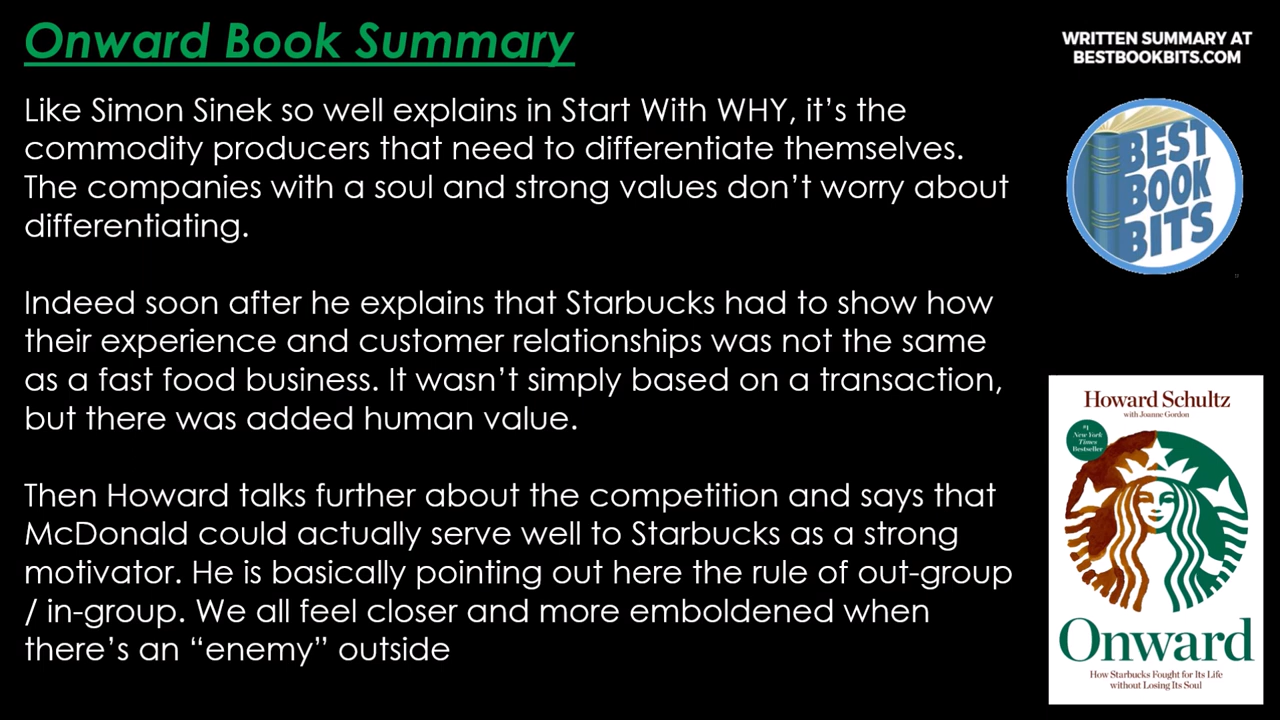 Onward Book Summary
WRITTEN SUMMARY AT
BESTBOOKBITS.COM
Like Simon Sinek so well explains in Start With WHY, it's the
commodity producers that need to differentiate themselves.
The companies with a soul and strong values don't worry about
differentiating.
Indeed soon after he explains that Starbucks had to show how
their experience and customer relationships was not the same
as a fast food business. It wasn't simply based on a transaction,
but there was added human value.
Then Howard talks further about the competition and says that
McDonald could actually serve well to Starbucks as a strong
motivator. He is basically pointing out here the rule of out-group
/ in-group. We all feel closer and more emboldened when
there's an “enemy” outside
BEST
BOOK
BITS
Howard Schultz
with Joanne Gordon
#1
New York
Times
Bestseller
Onward
How Starbucks Fought for Its Life
without Losing Its Soul